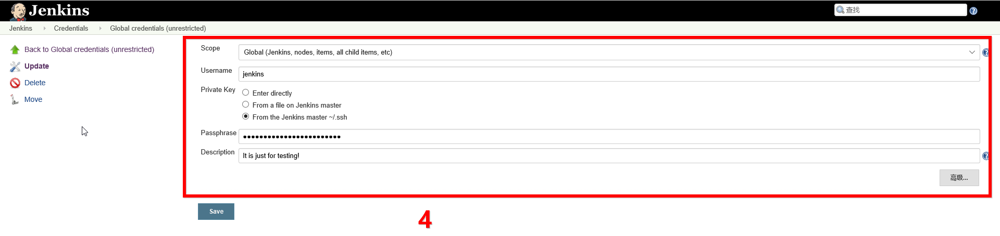 Jenkins
查找
Jenkins Credentials Global credentials (unrestricted)
Back to Global credentials (unrestricted)
Update
Delete
Move
Scope
Global (Jenkins, nodes, items, all child items, etc)
Username
jenkins
Private Key
Enter directly
From a file on Jenkins master
From the Jenkins master ~/.ssh
Passphrase
••••••••••••••••••••••••
Description
It is just for testing!
高级...
Save
4